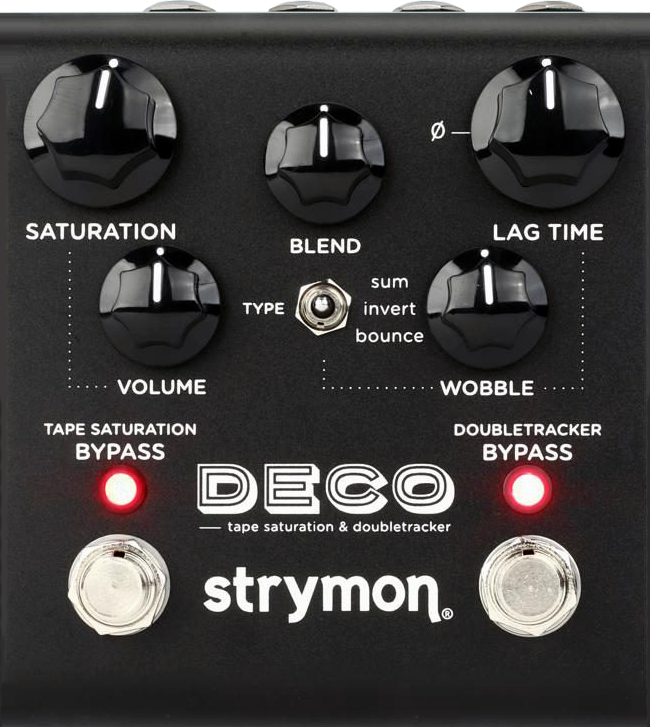 Ø
SATURATION
BLEND
LAG TIME
TYPE
sum
invert
bounce
VOLUME
WOBBLE
TAPE SATURATION
BYPASS
DOUBLETRACKER
BYPASS
DECO
tape saturation & doubletracker
strymon®